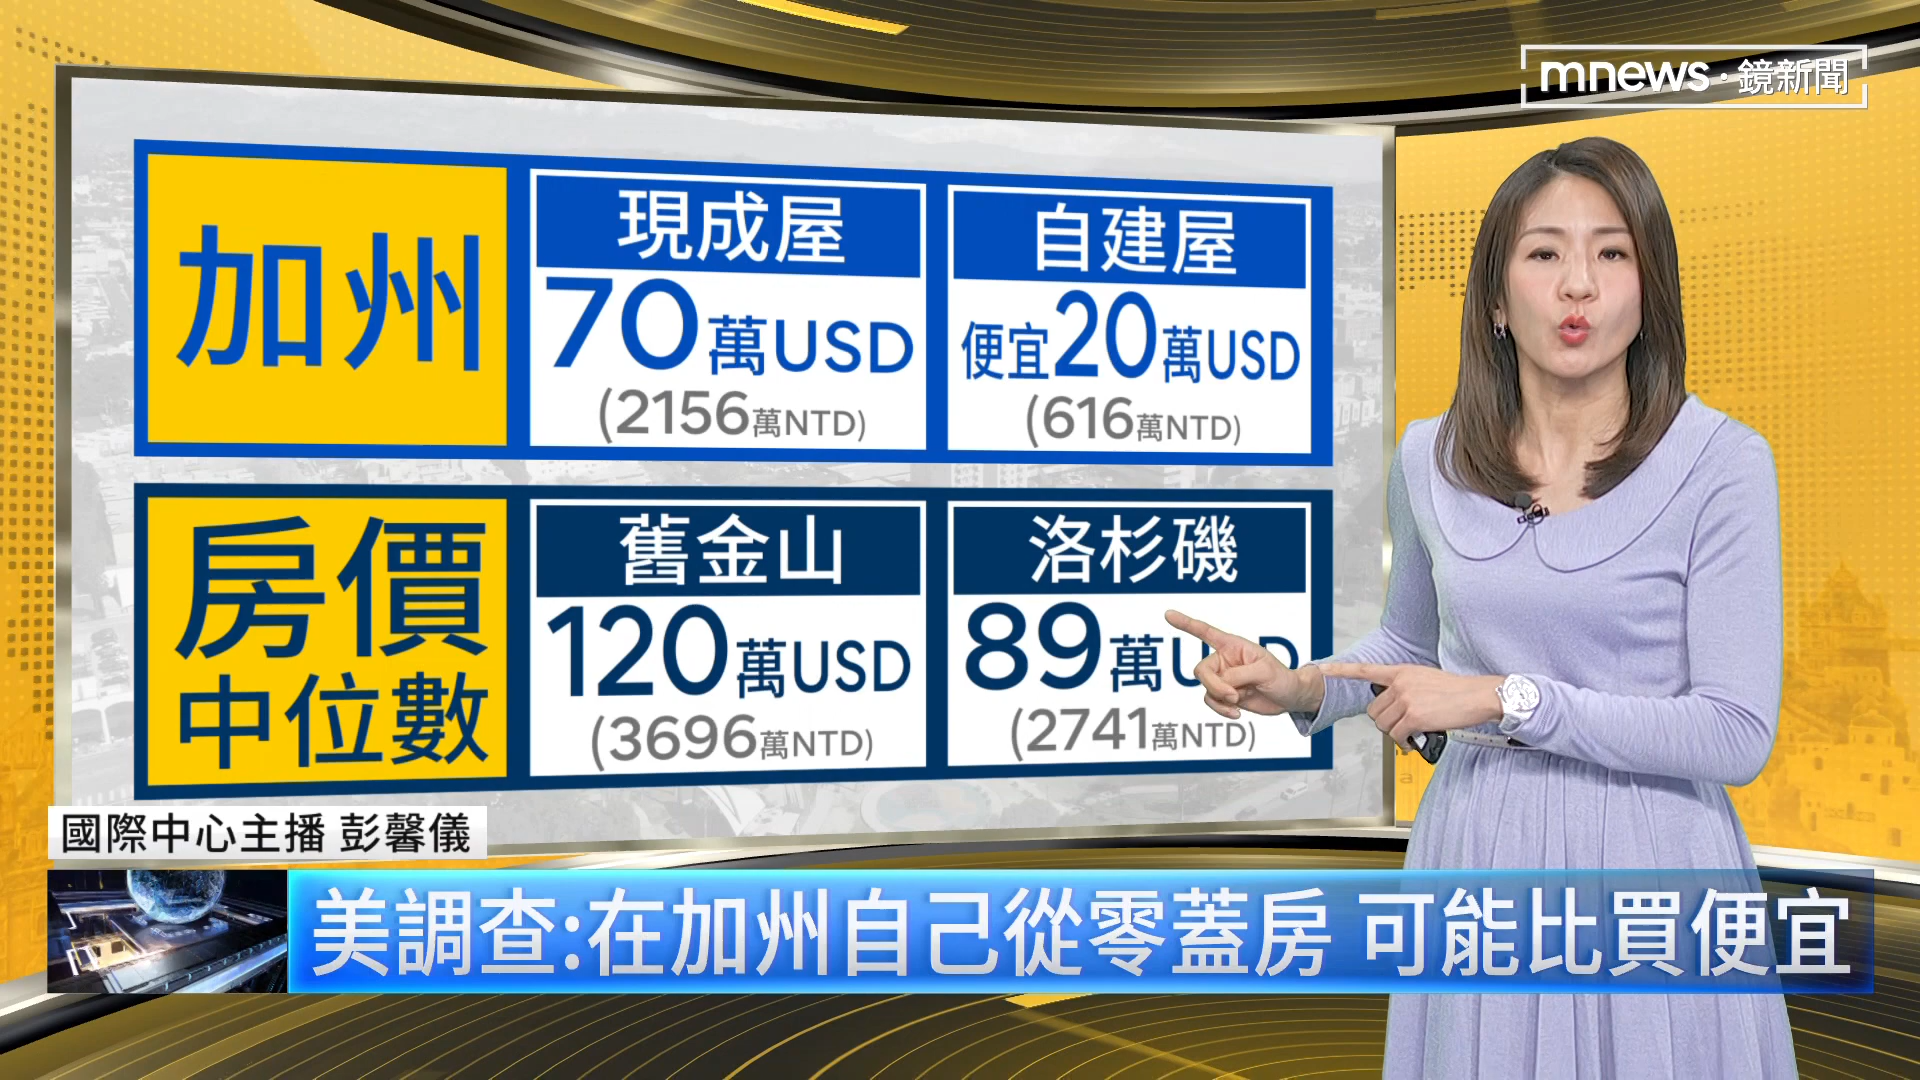 mnews·鏡新聞
加州
現成屋
70萬USD
(2156萬NTD)
自建屋
便宜20萬USD
(616萬NTD)
房價
中位數
舊金山
120萬USD
(3696萬NTD)
洛杉磯
89萬USD
(2741萬NTD)
國際中心主播 彭馨儀
美調查:在加州自己從零蓋房 可能比買便宜